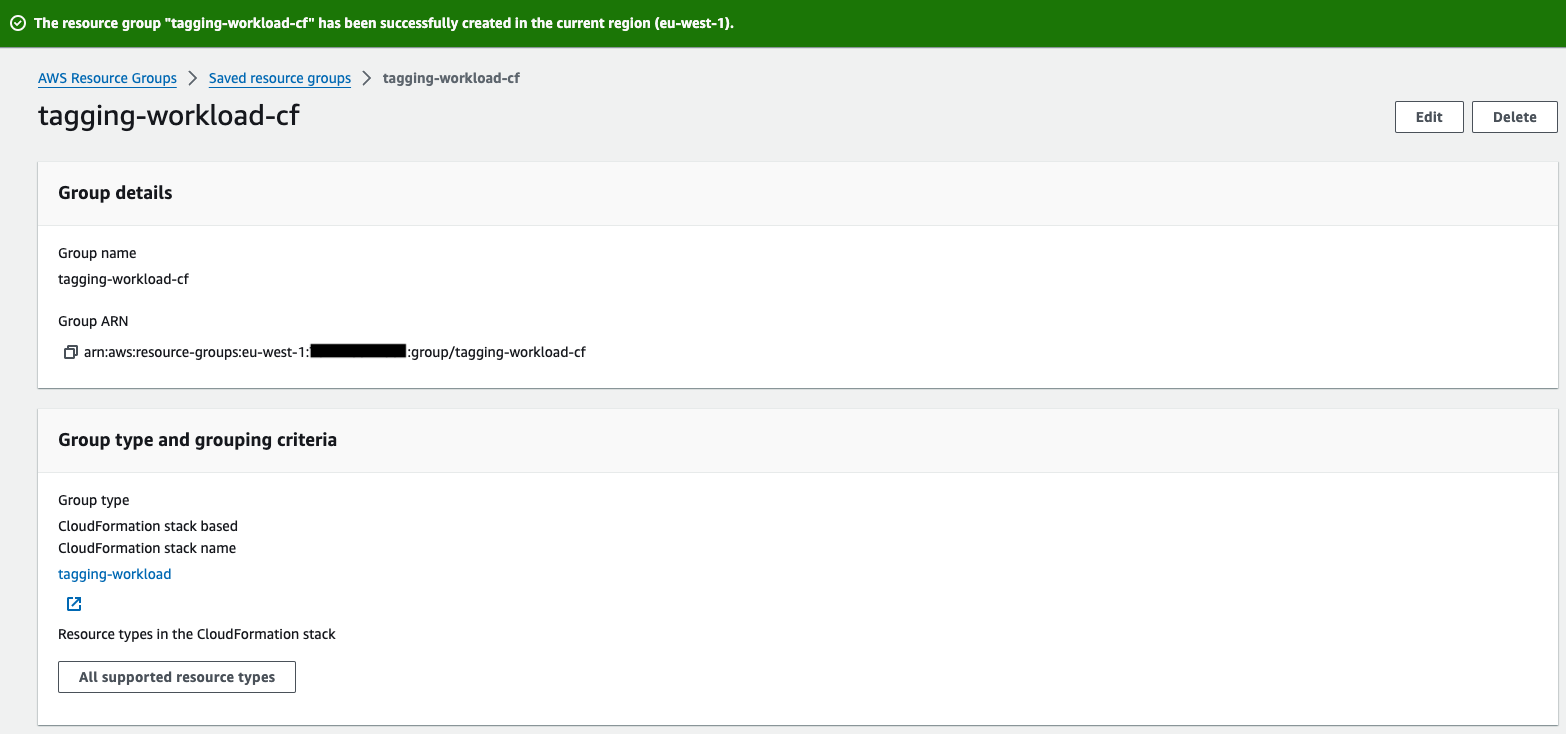 The resource group "tagging-workload-cf" has been successfully created in the current region (eu-west-1).
AWS Resource Groups > Saved resource groups > tagging-workload-cf
tagging-workload-cf
Edit
Delete
Group details
Group name
tagging-workload-cf
Group ARN
arn:aws:resource-groups:eu-west-1: :group/tagging-workload-cf
Group type and grouping criteria
Group type
CloudFormation stack based
CloudFormation stack name
tagging-workload
Resource types in the CloudFormation stack
All supported resource types